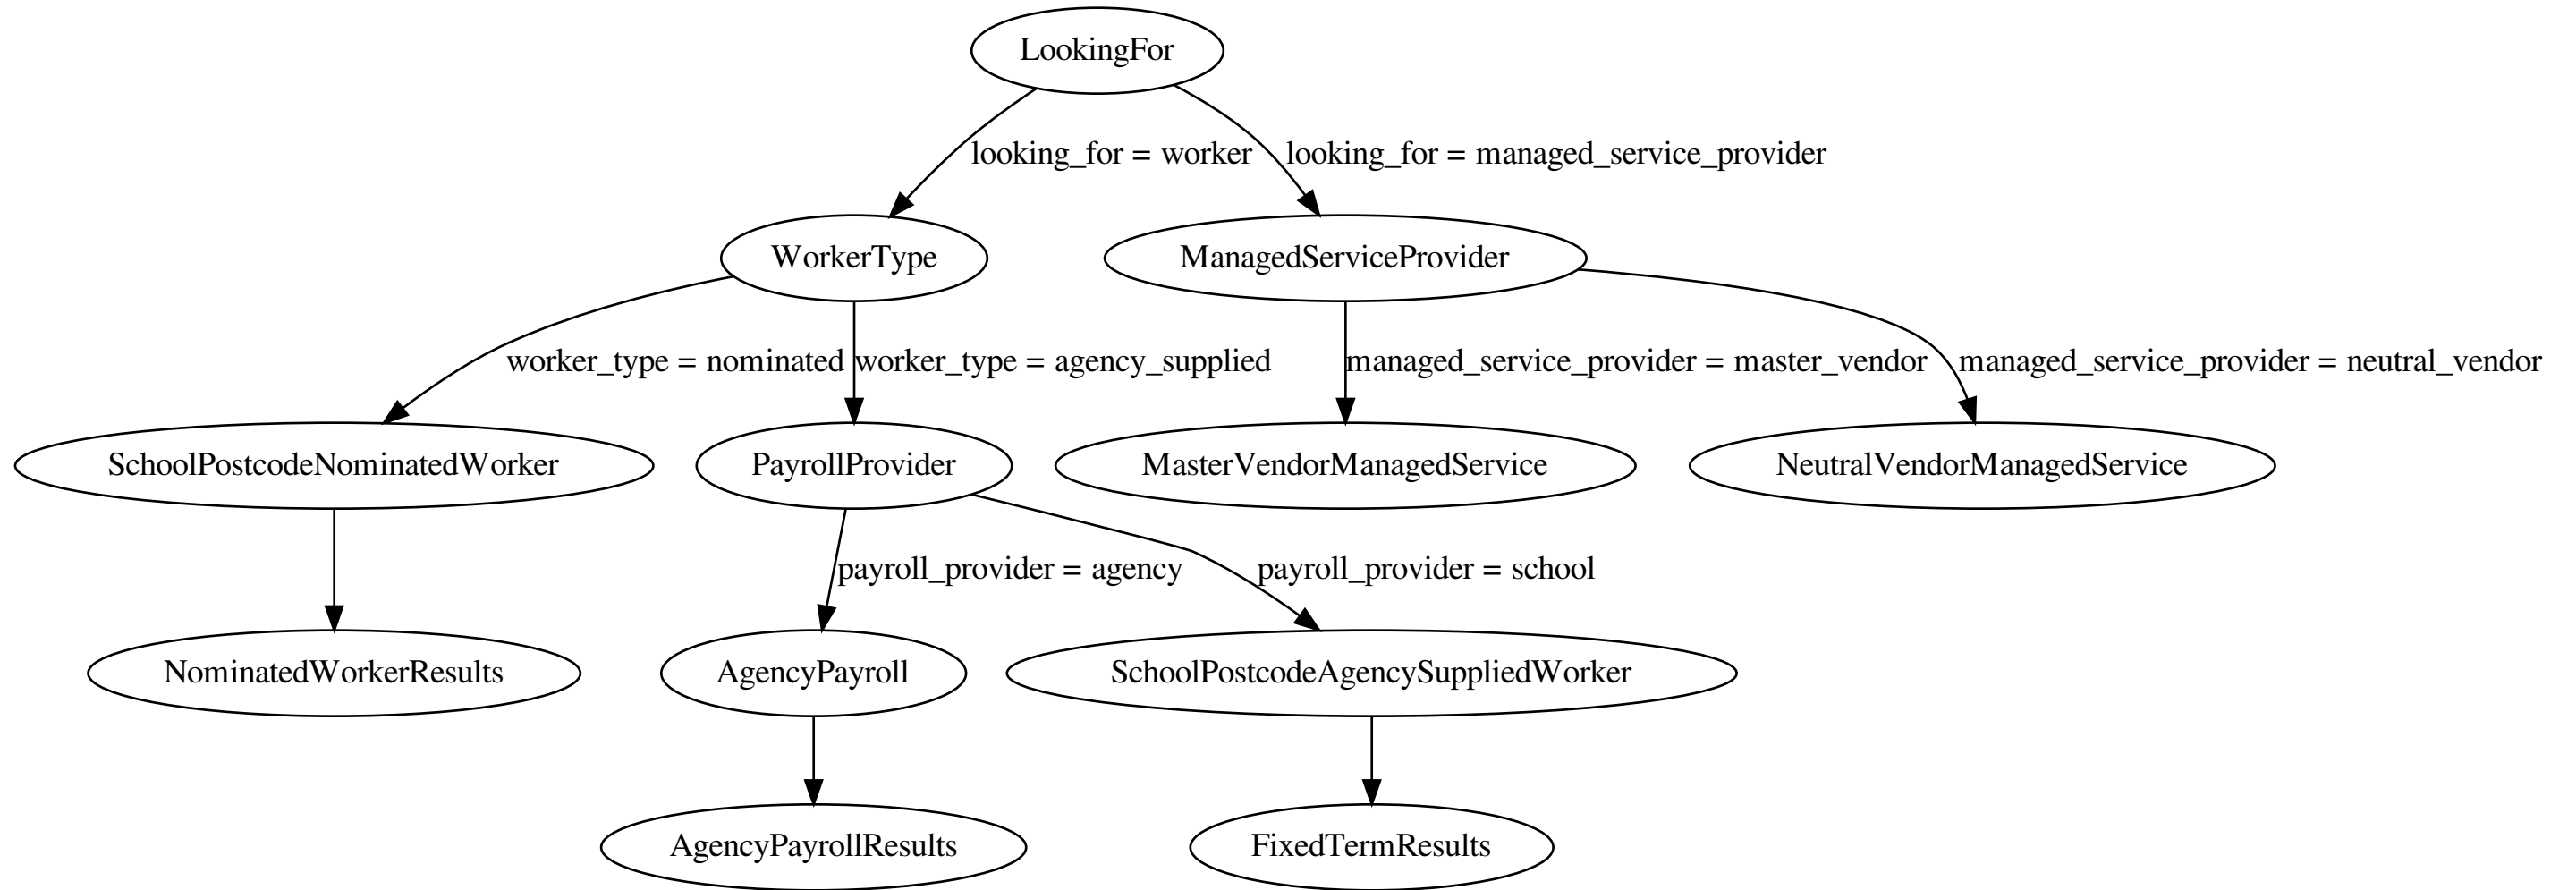 LookingFor
looking_for = worker
looking_for = managed_service_provider
WorkerType
ManagedServiceProvider
worker_type = nominated
worker_type = agency_supplied
managed_service_provider = master_vendor
managed_service_provider = neutral_vendor
SchoolPostcodeNominatedWorker
PayrollProvider
MasterVendorManagedService
NeutralVendorManagedService
payroll_provider = agency
payroll_provider = school
NominatedWorkerResults
AgencyPayroll
SchoolPostcodeAgencySuppliedWorker
AgencyPayrollResults
FixedTermResults